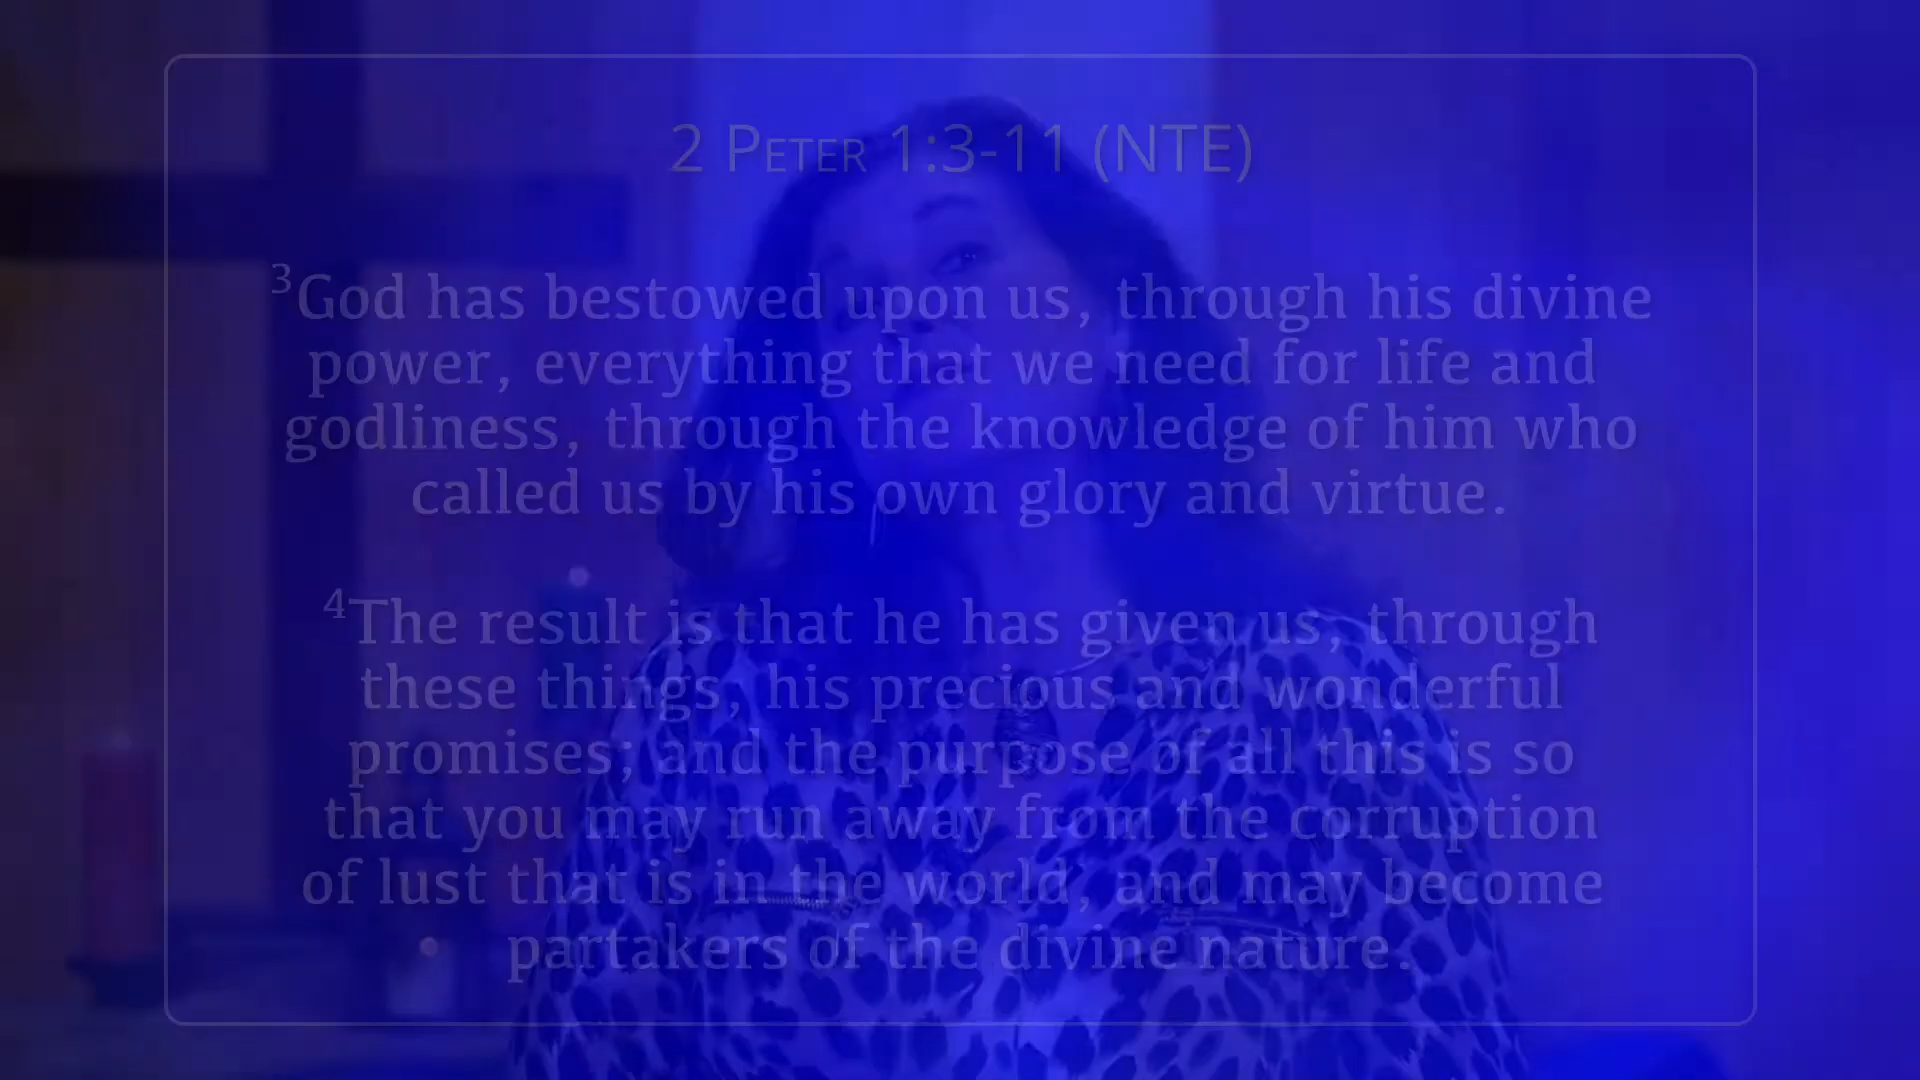 2 Peter 1:3-11 (NTE)
3God has bestowed upon us, through his divine
power, everything that we need for life and
godliness, through the knowledge of him who
called us by his own glory and virtue.
4The result is that he has given us, through
these things, his precious and wonderful
promises; and the purpose of all this is so
that you may run away from the corruption
of lust that is in the world, and may become
partakers of the divine nature.